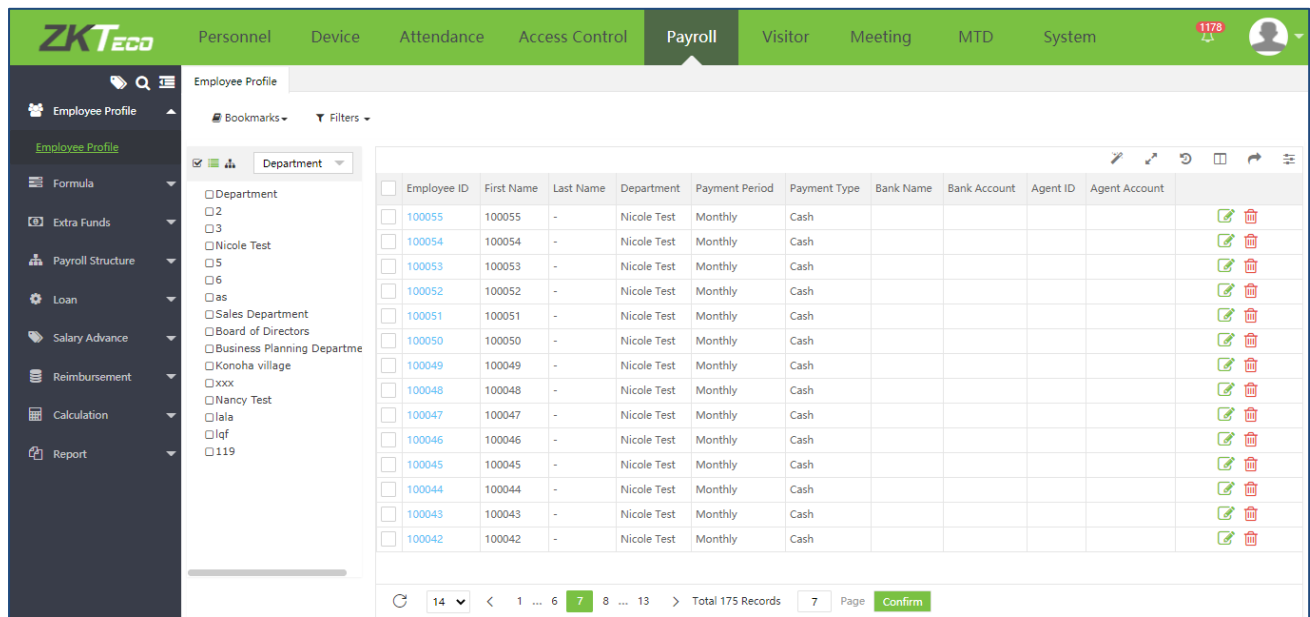 ZKTECO Personnel Device Attendance Access Control Payroll Visitor Meeting MTD System 1178
Employee Profile
Employee Profile
Bookmarks Filters
Employee Profile
Department
Formula
Extra Funds
Payroll Structure
Loan
Salary Advance
Reimbursement
Calculation
Report
Department
2
3
Nicole Test
5
6
as
Sales Department
Board of Directors
Business Planning Departme
Konoha village
xxx
Nancy Test
lala
lqf
119
Employee ID First Name Last Name Department Payment Period Payment Type Bank Name Bank Account Agent ID Agent Account
100055 100055 - Nicole Test Monthly Cash
100054 100054 - Nicole Test Monthly Cash
100053 100053 - Nicole Test Monthly Cash
100052 100052 - Nicole Test Monthly Cash
100051 100051 - Nicole Test Monthly Cash
100050 100050 - Nicole Test Monthly Cash
100049 100049 - Nicole Test Monthly Cash
100048 100048 - Nicole Test Monthly Cash
100047 100047 - Nicole Test Monthly Cash
100046 100046 - Nicole Test Monthly Cash
100045 100045 - Nicole Test Monthly Cash
100044 100044 - Nicole Test Monthly Cash
100043 100043 - Nicole Test Monthly Cash
100042 100042 - Nicole Test Monthly Cash
14 < 1 ... 6 7 8 ... 13 > Total 175 Records 7 Page Confirm